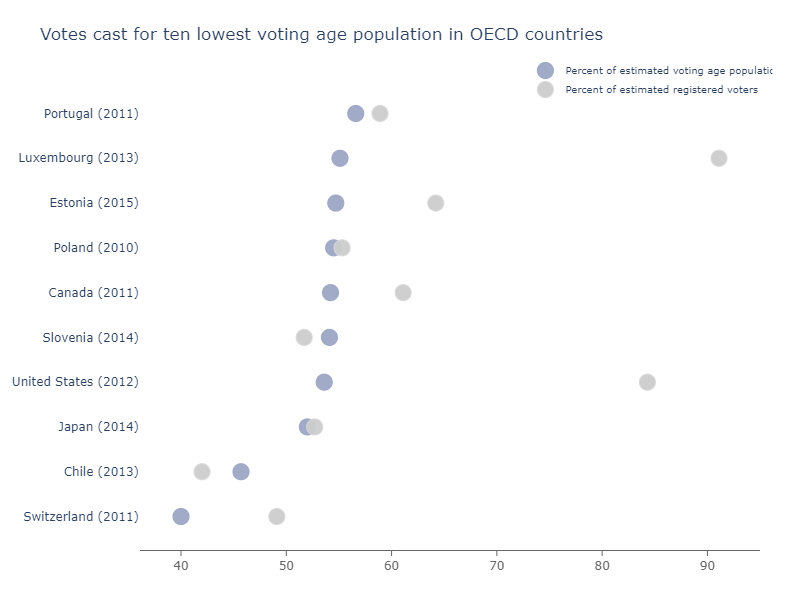 Votes cast for ten lowest voting age population in OECD countries
Percent of estimated voting age populatic
Percent of estimated registered voters
Portugal (2011)
Luxembourg (2013)
Estonia (2015)
Poland (2010)
Canada (2011)
Slovenia (2014)
United States (2012)
Japan (2014)
Chile (2013)
Switzerland (2011)
40 50 60 70 80 90